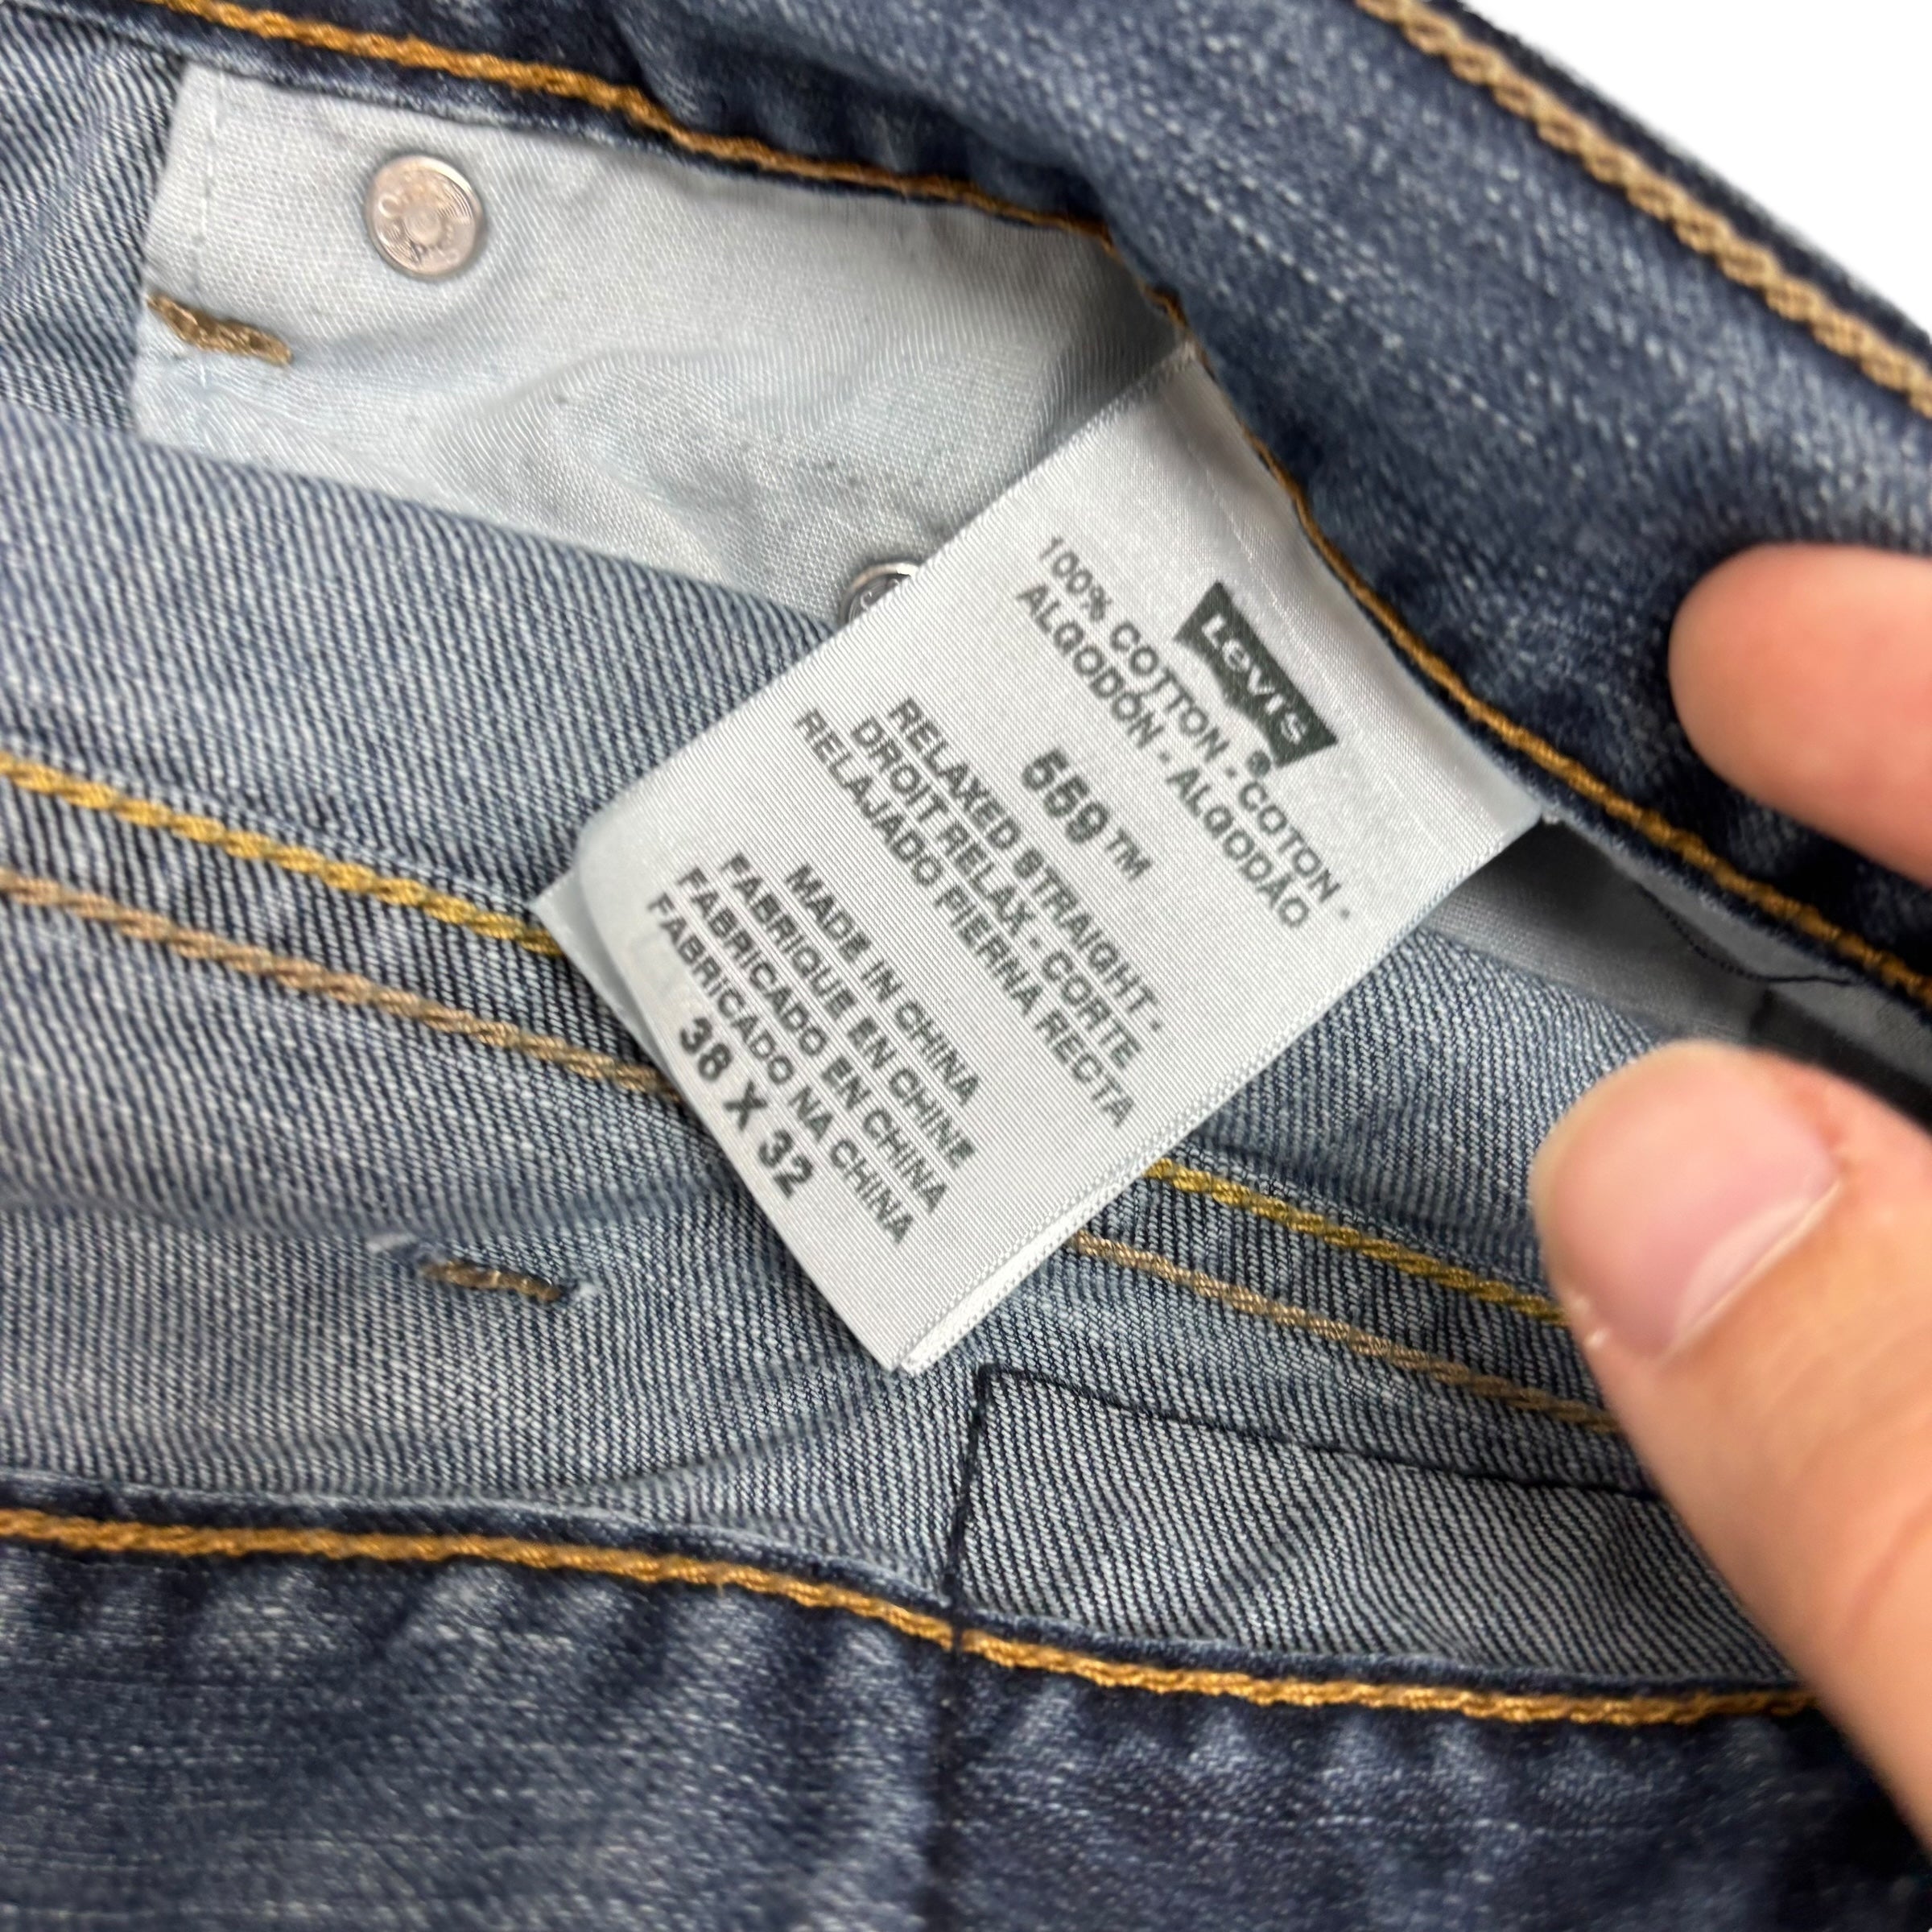 Levi's®
100% COTTON - COTON -
ALGODÓN - ALGODÃO
559™
RELAXED STRAIGHT -
DROIT RELAX - CORTE
RELAJADO PIERNA RECTA
MADE IN CHINA
FABRIQUE EN CHINE
FABRICADO EN CHINA
FABRICADO NA CHINA
38 X 32